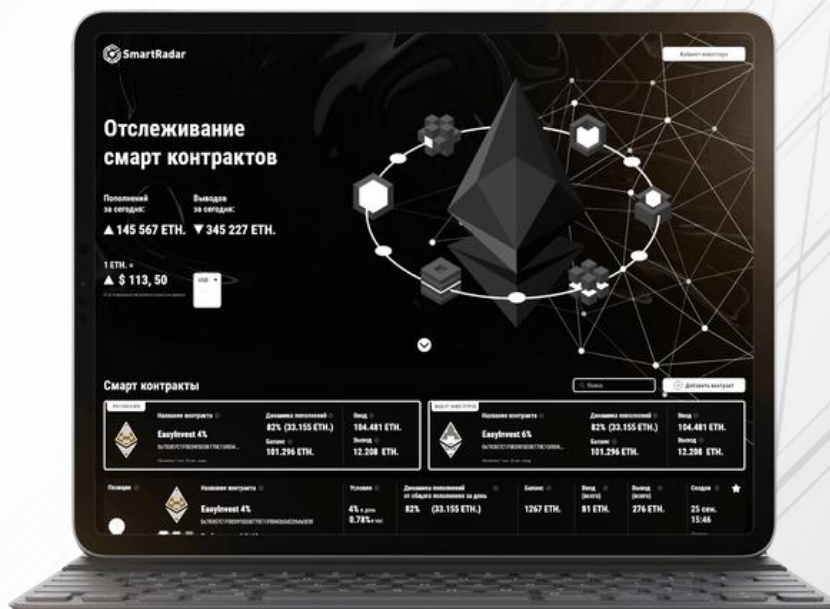 SmartRadar
Кабинет инвестора
Отслеживание
смарт контрактов
Пополнений
за сегодня:
Выводов
за сегодня:
▲ 145 567 ETH.
▼ 345 227 ETH.
1 ETH. =
▲ $ 113, 50
USD
Смарт контракты
Поиск
Добавить контракт
Название контракта
EasyInvest 4%
Динамика пополнений
82% (33.155 ETH.)
Баланс
101.296 ETH.
Ввод
104.481 ETH.
Вывод
12.208 ETH.
Название контракта
EasyInvest 6%
Динамика пополнений
82% (33.155 ETH.)
Баланс
101.296 ETH.
Ввод
104.481 ETH.
Вывод
12.208 ETH.
Позиция
Название контракта
EasyInvest 4%
Условия
4% в день
0.78% в час
Динамика пополнений
от общего пополнения за день
82% (33.155 ETH.)
Баланс
1267 ETH.
Ввод
(всего)
81 ETH.
Вывод
(всего)
276 ETH.
Создан
25 сен.
15:46